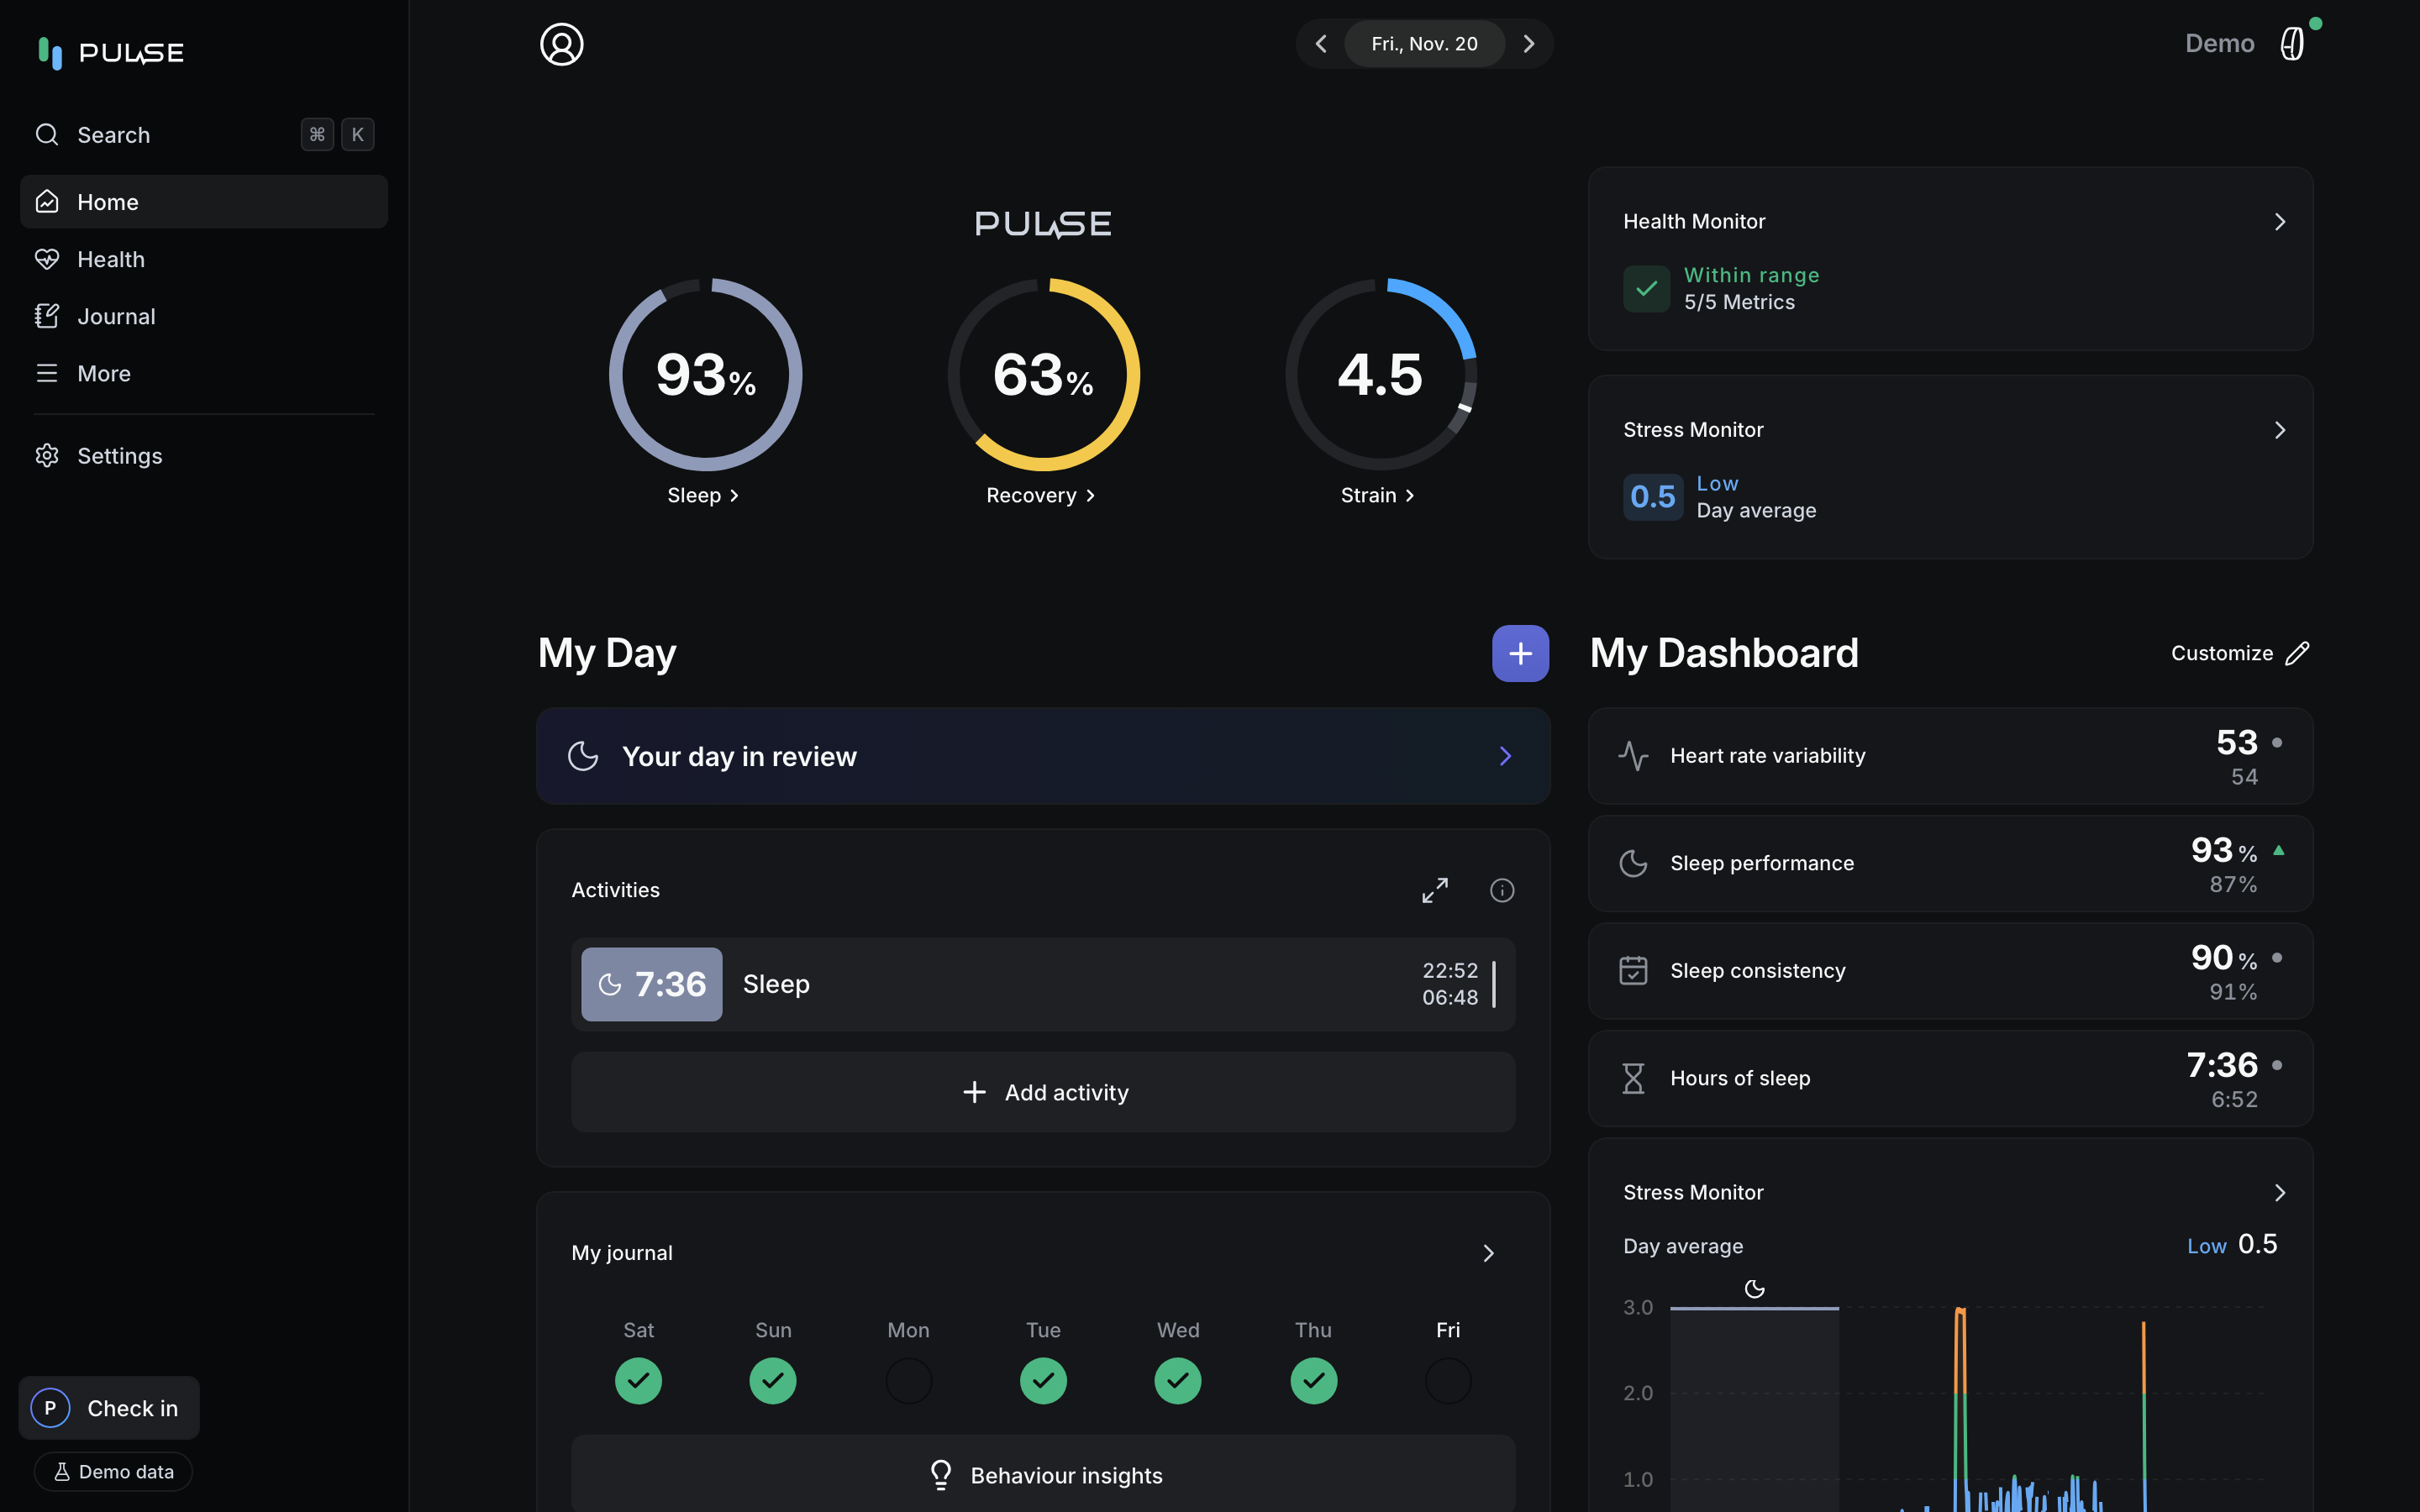 PULSE
Search ⌘ K
Home
Health
Journal
More
Settings
P Check in
Demo data
Fri., Nov. 20
Demo
PULSE
93%
Sleep
63%
Recovery
4.5
Strain
Health Monitor
Within range
5/5 Metrics
Stress Monitor
0.5
Low
Day average
My Day
Your day in review
Activities
7:36 Sleep
22:52
06:48
Add activity
My journal
Sat Sun Mon Tue Wed Thu Fri
Behaviour insights
My Dashboard
Customize
Heart rate variability
53
54
Sleep performance
93%
87%
Sleep consistency
90%
91%
Hours of sleep
7:36
6:52
Stress Monitor
Day average
Low 0.5
3.0
2.0
1.0